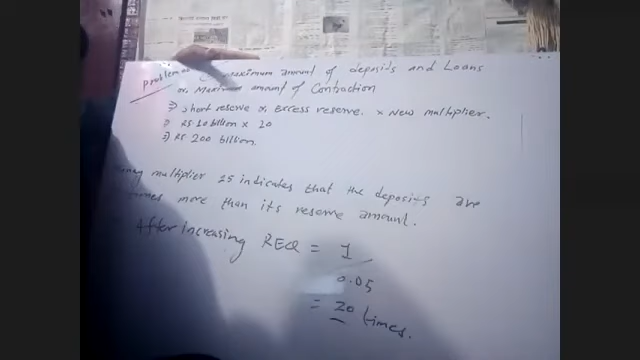 Problem maximum amount of deposits and Loans
or Maximum amount of Contraction
⇒ Short reserve or excess reserve. × New multiplier.
⇒ RS 10 billion × 20
⇒ RS 200 billion.
multiplier 25 indicates that the deposits are
times more than its reserve amount.
After increasing REQ = 1
0.05
= 20 times.